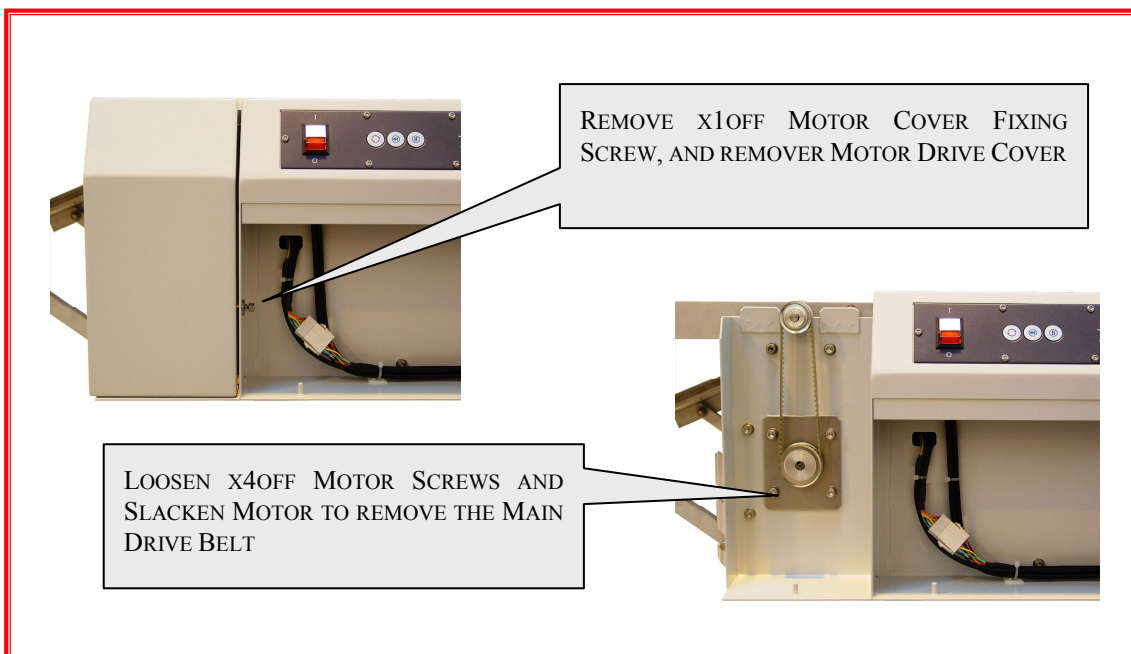 REMOVE X1OFF MOTOR COVER FIXING
SCREW, AND REMOVER MOTOR DRIVE COVER
I
O
I
O
LOOSEN X4OFF MOTOR SCREWS AND
SLACKEN MOTOR TO REMOVE THE MAIN
DRIVE BELT